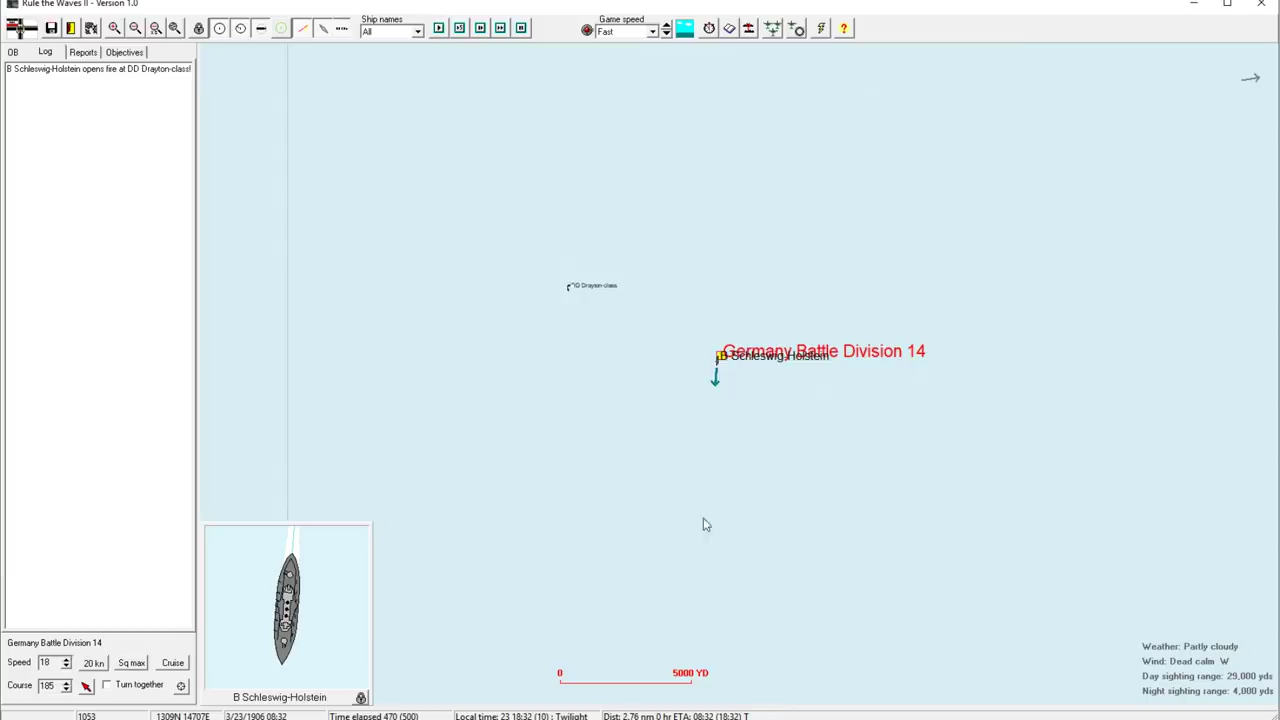 Rule the Waves II - Version 1.0
Ship names
All
Game speed
Fast
OB
Log
Reports
Objectives
B Schleswig-Holstein opens fire at DD Drayton-class!
DD Drayton-class
Germany Battle Division 14
B Schleswig-Holstein
Germany Battle Division 14
Speed 18 20 kn Sq max Cruise
Course 185 Turn together
B Schleswig-Holstein
0 5000 YD
Weather: Partly cloudy
Wind: Dead calm W
Day sighting range: 29,000 yds
Night sighting range: 4,000 yds
1053 1309N 14707E 3/23/1906 08:32 Time elapsed 470 (500) Local time: 23 18:32 (10) : Twilight Dist: 2.76 nm 0 hr ETA: 08:32 (18:32) T